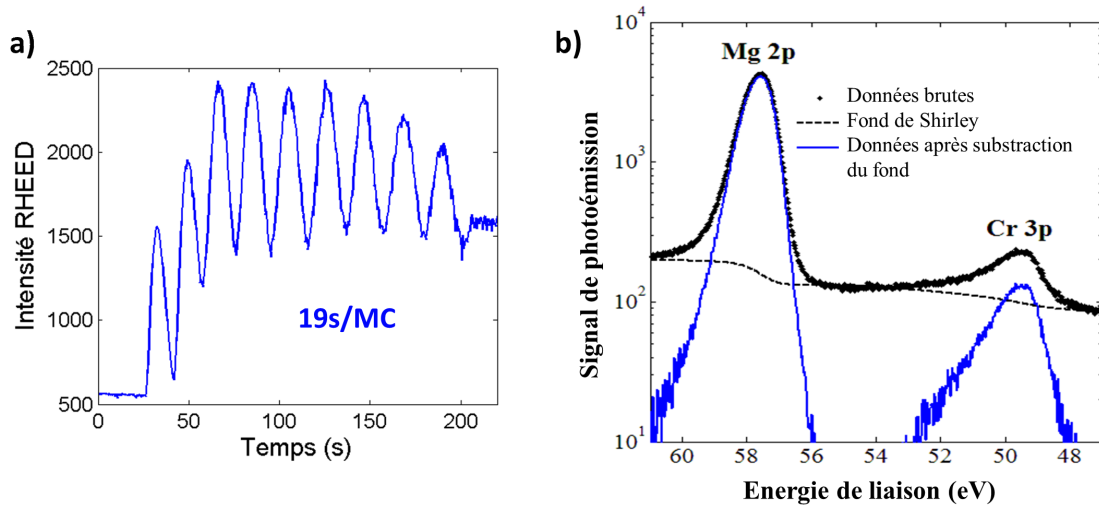 a)
Intensité RHEED
2500
2000
1500
1000
500
19s/MC
0
50
100
150
200
Temps (s)
b)
Signal de photoémission
10^4
10^3
10^2
10^1
Mg 2p
Données brutes
Fond de Shirley
Données après substraction
du fond
Cr 3p
60
58
56
54
52
50
48
Energie de liaison (eV)